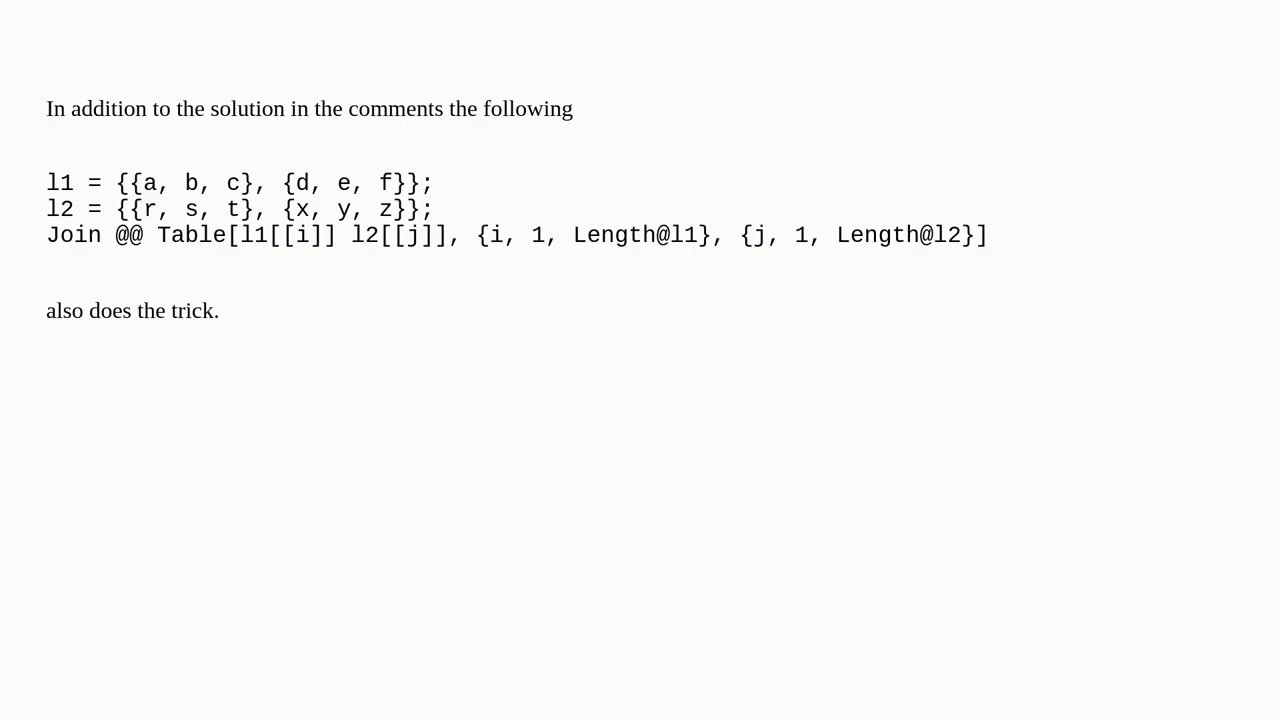 In addition to the solution in the comments the following
l1 = {{a, b, c}, {d, e, f}};
l2 = {{r, s, t}, {x, y, z}};
Join @@ Table[l1[[i]] l2[[j]], {i, 1, Length@l1}, {j, 1, Length@l2}]
also does the trick.